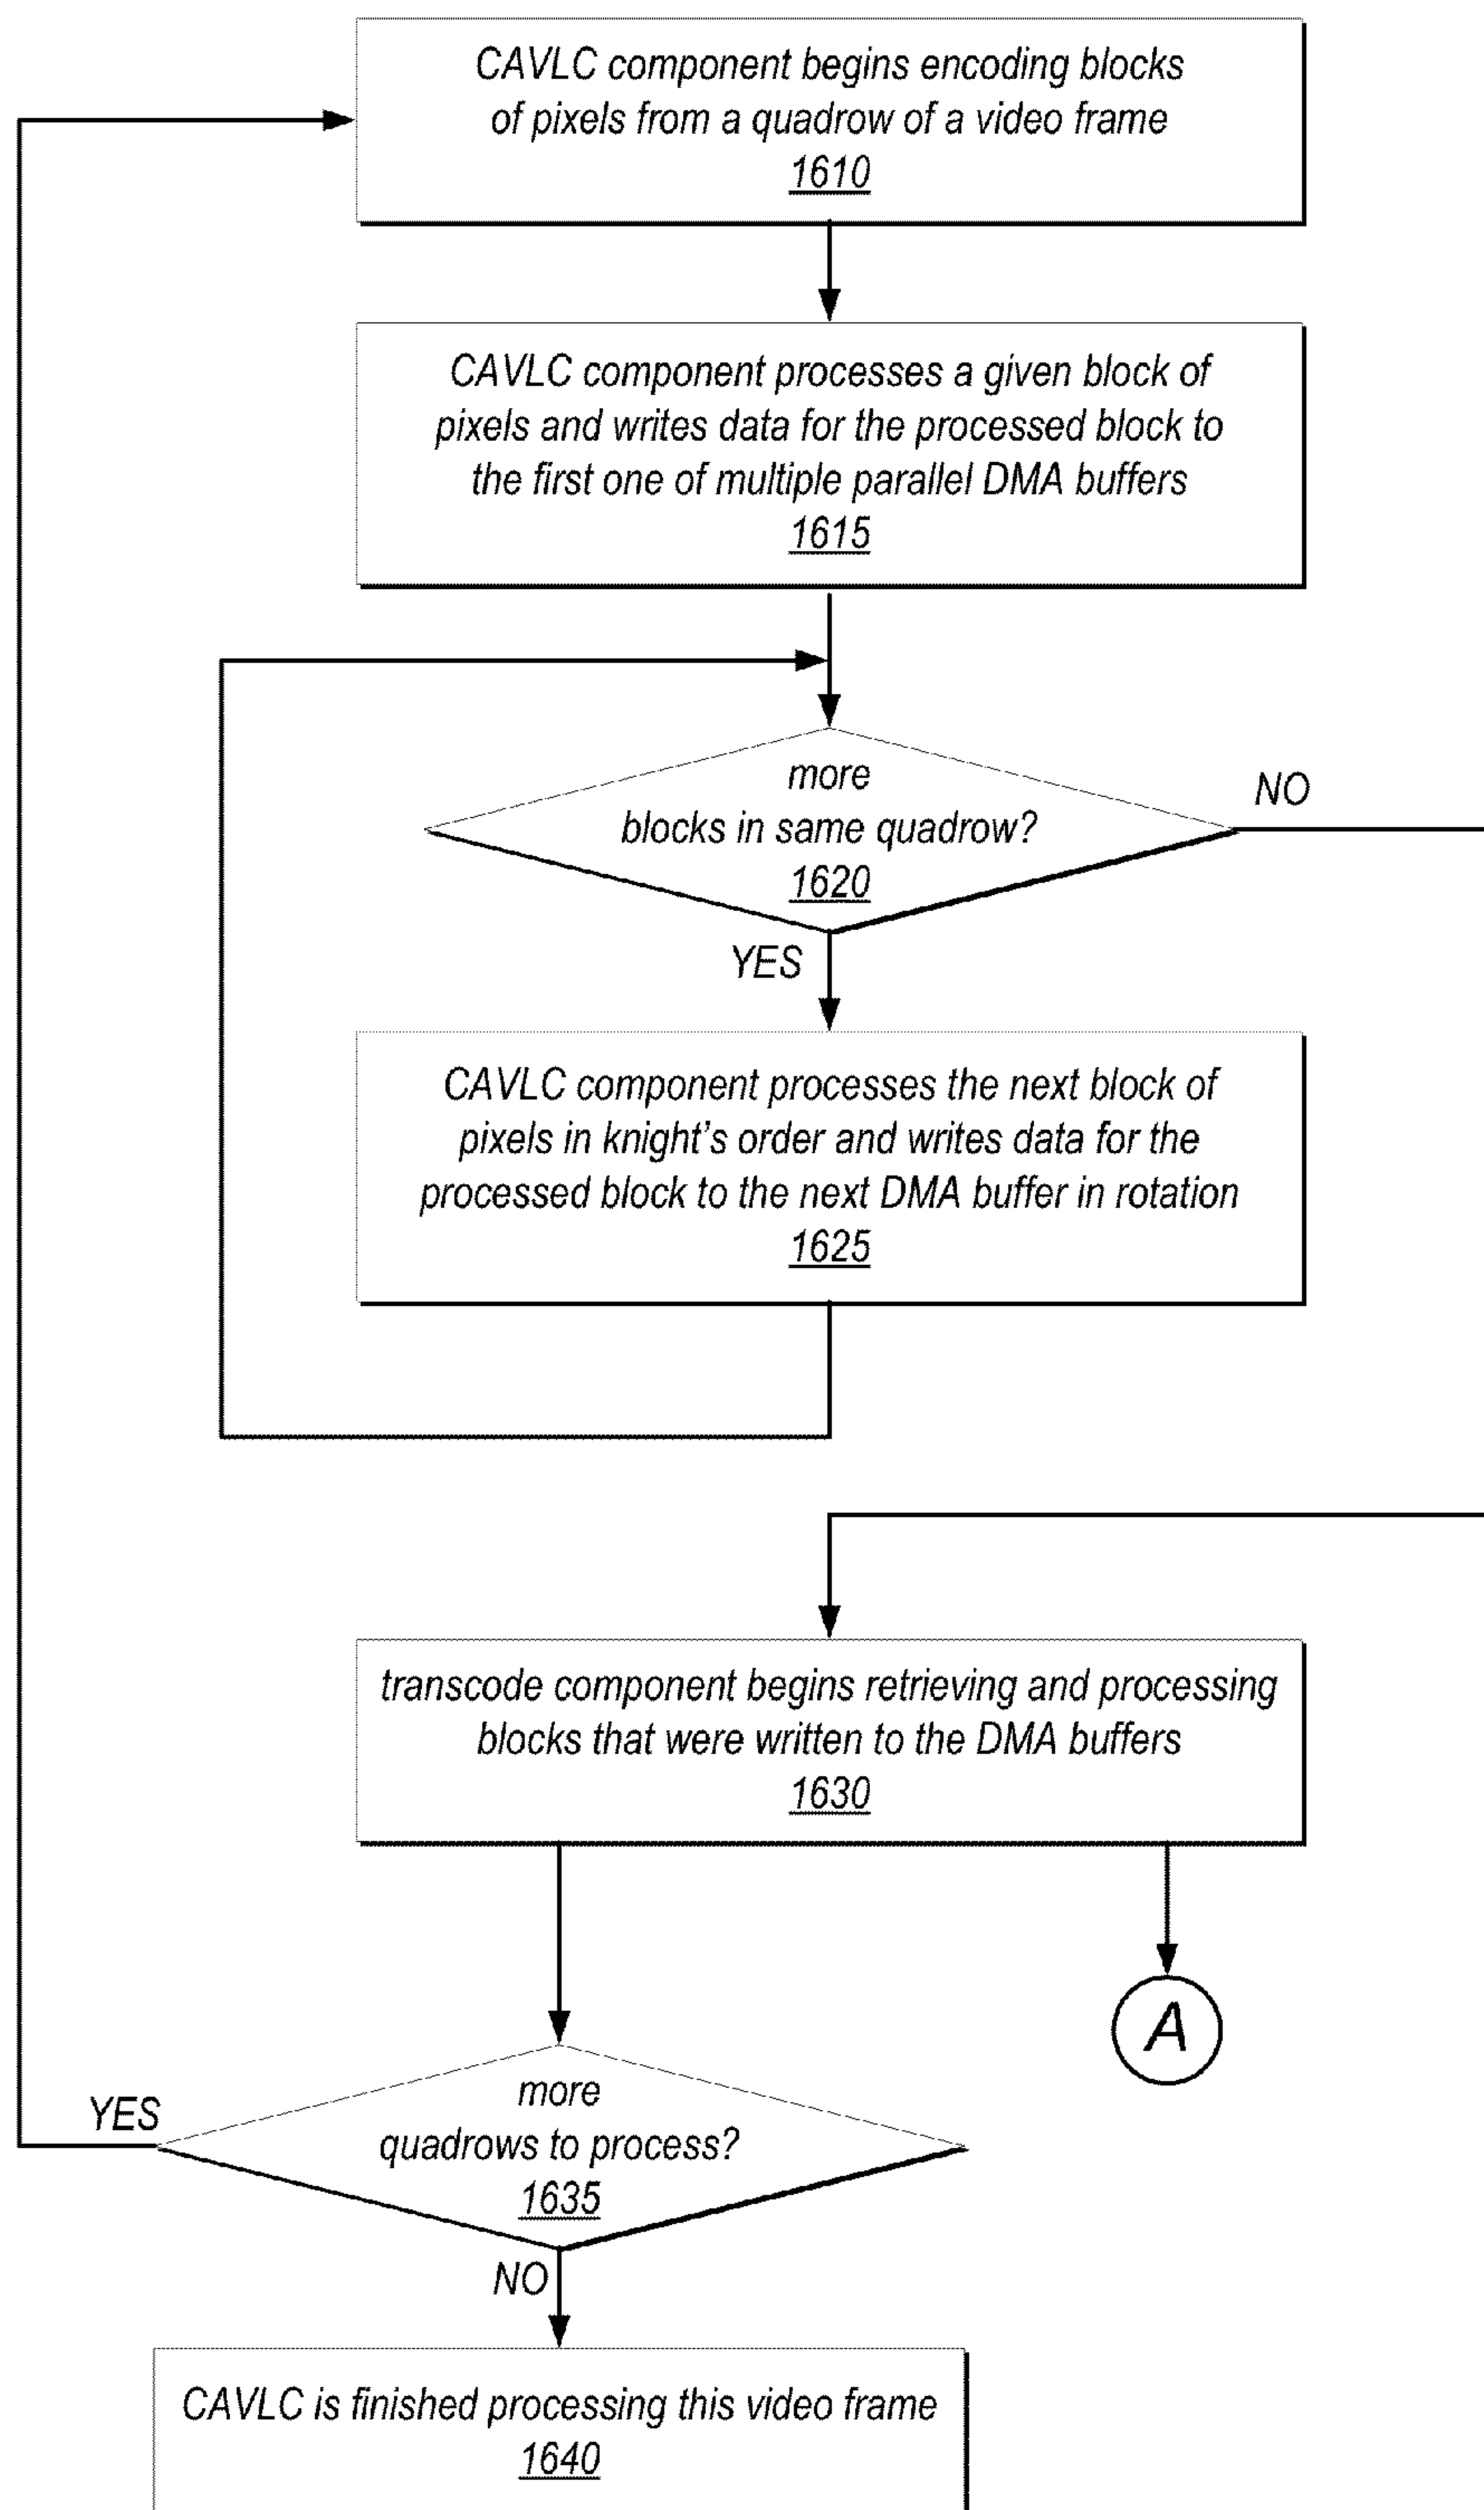 CAVLC component begins encoding blocks
of pixels from a quadrow of a video frame
1610
CAVLC component processes a given block of
pixels and writes data for the processed block to
the first one of multiple parallel DMA buffers
1615
more
blocks in same quadrow?
1620
NO
YES
CAVLC component processes the next block of
pixels in knight's order and writes data for the
processed block to the next DMA buffer in rotation
1625
transcode component begins retrieving and processing
blocks that were written to the DMA buffers
1630
A
more
quadrows to process?
1635
YES
NO
CAVLC is finished processing this video frame
1640